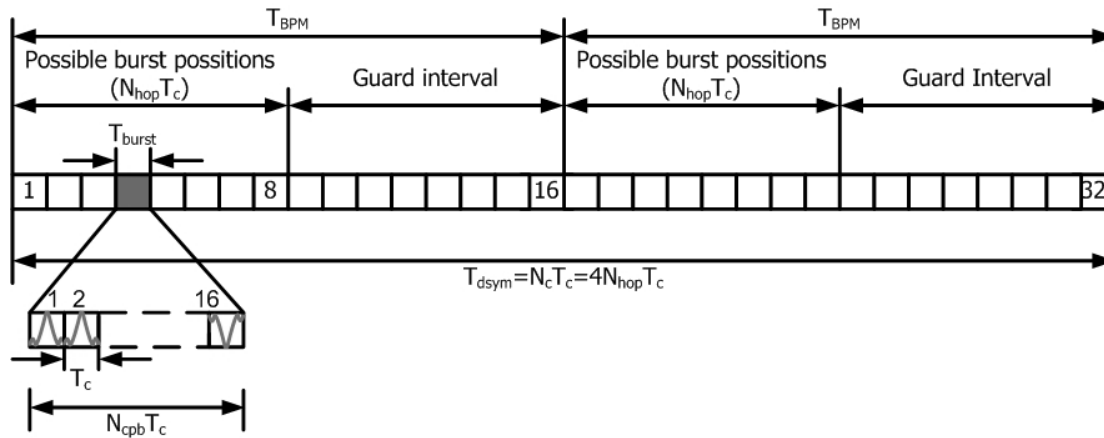 T_BPM T_BPM
Possible burst possitions Possible burst possitions
(N_hopT_c) Guard interval (N_hopT_c) Guard Interval
T_burst
1 8 16 32
T_dsym=N_cT_c=4N_hopT_c
1 2 16
T_c
N_cpbT_c